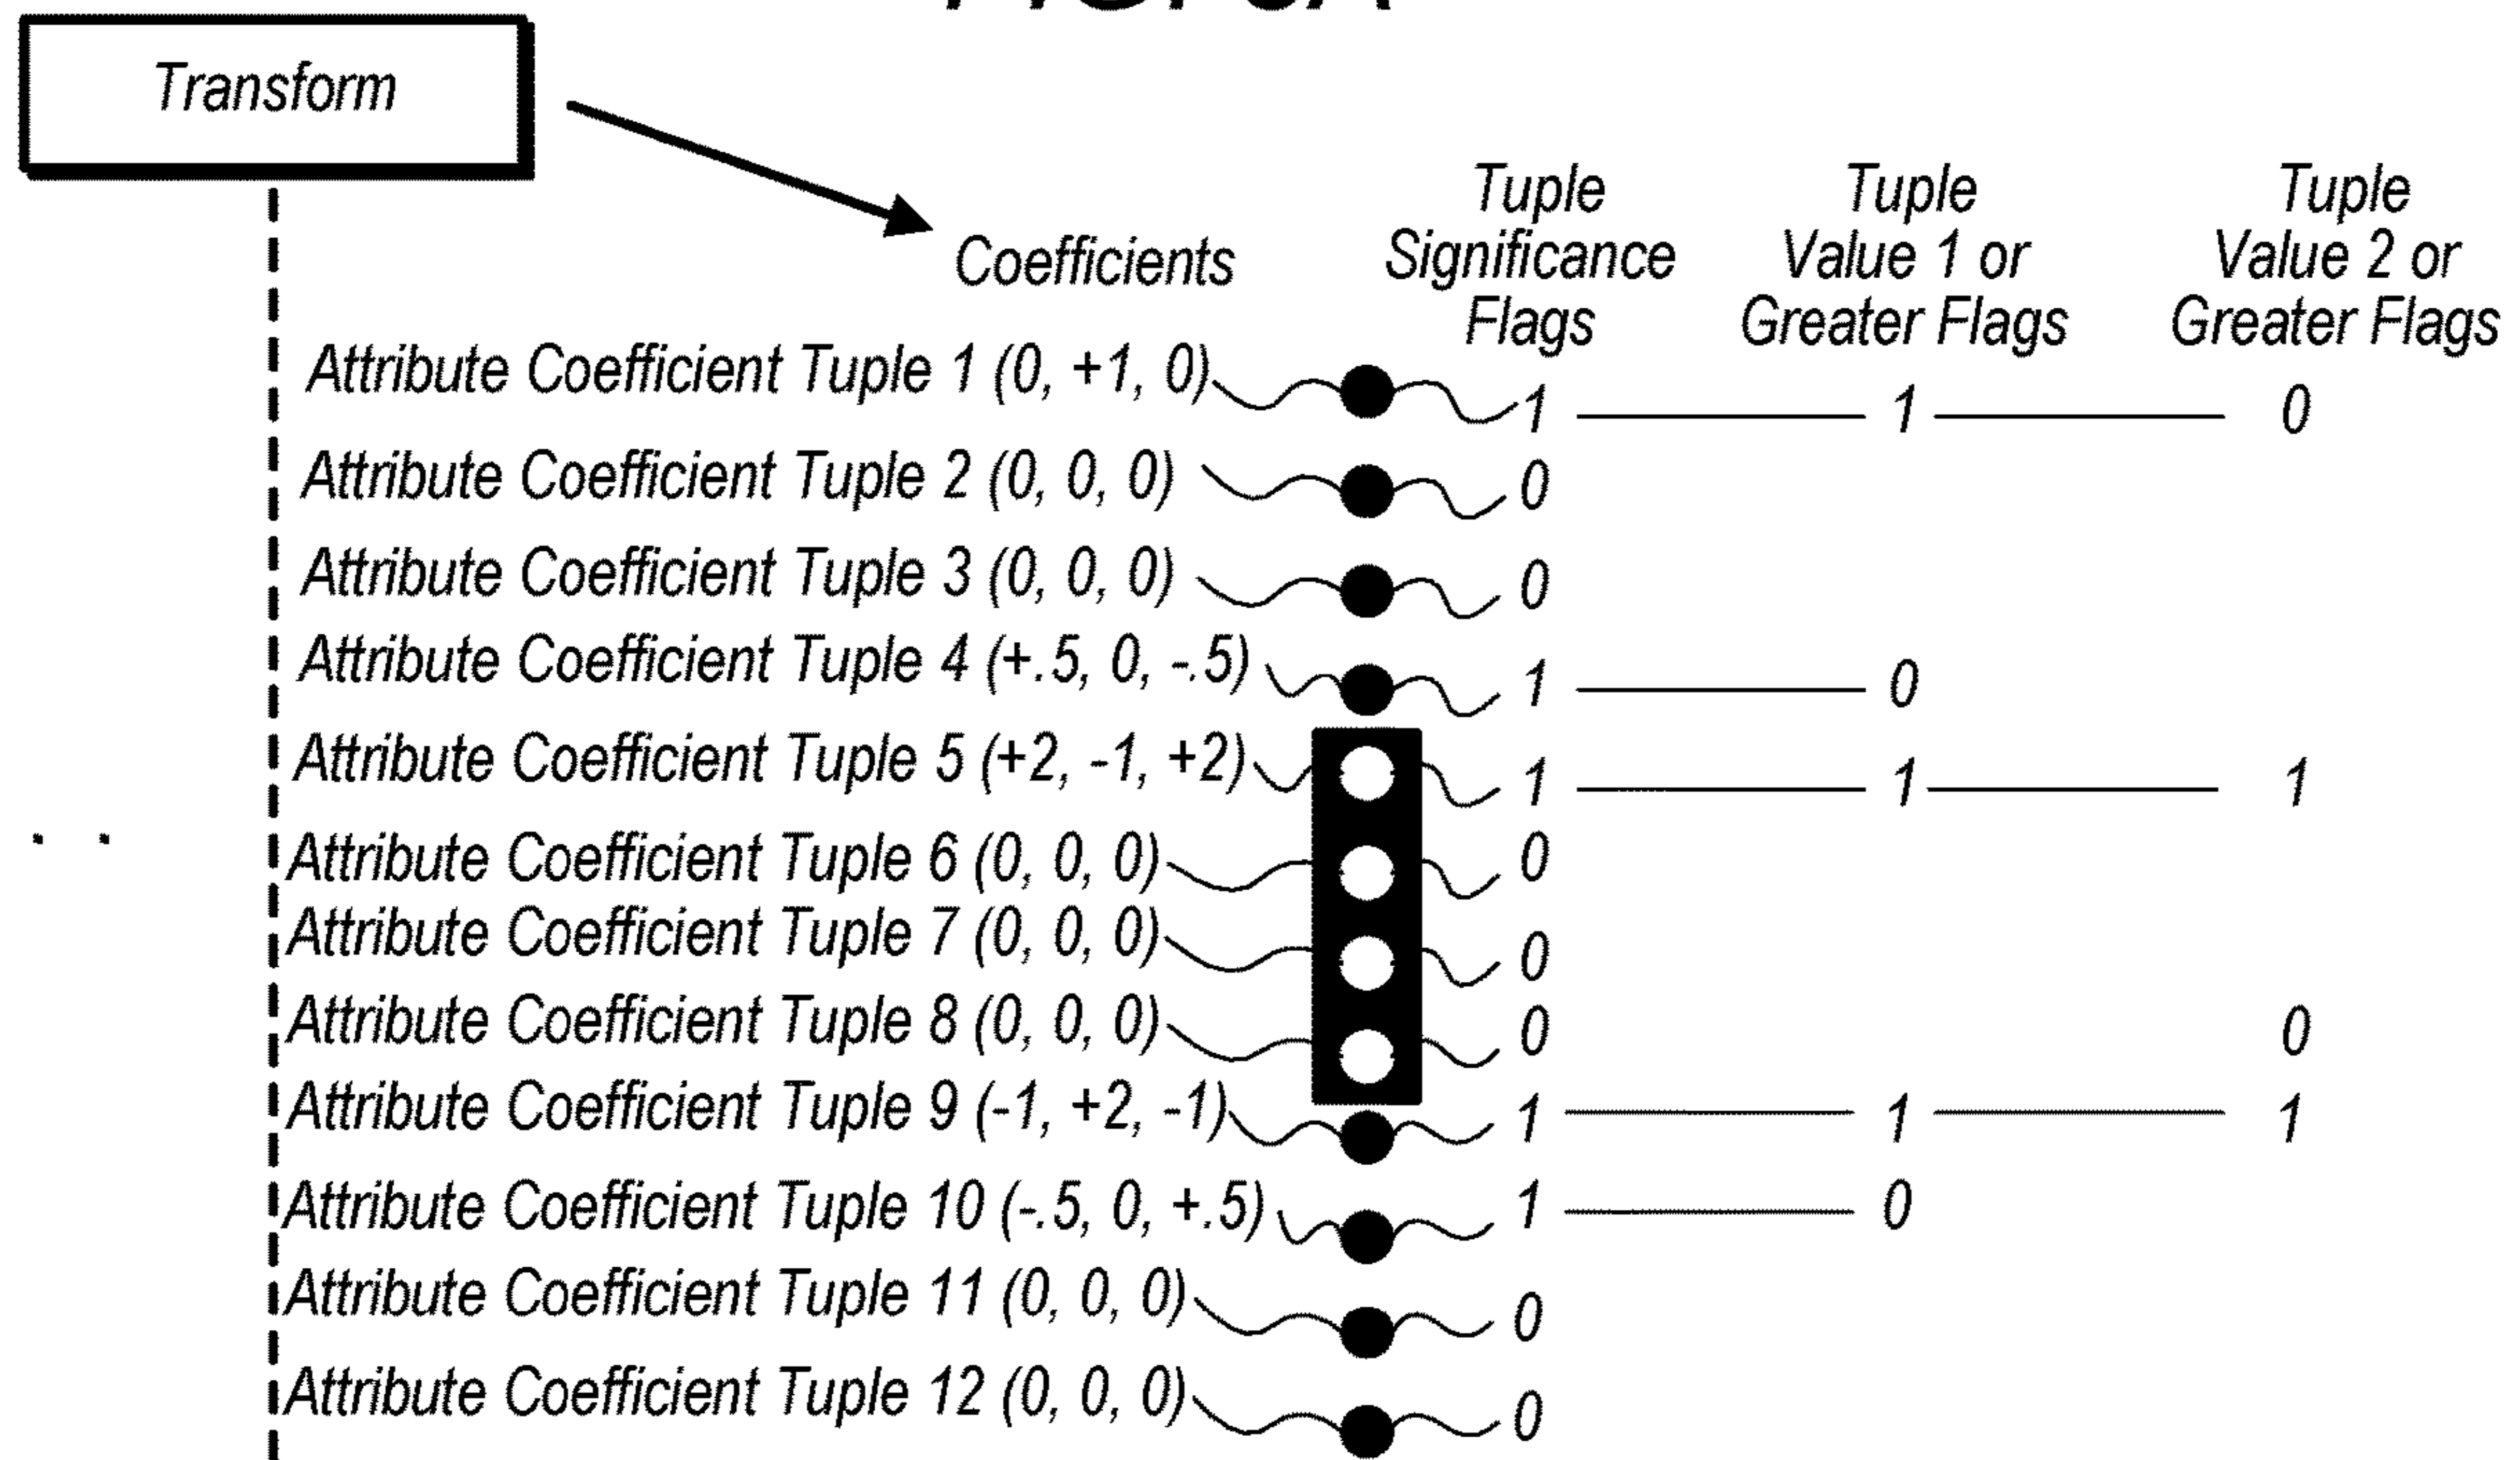 Transform
Coefficients
Tuple
Significance
Flags
Tuple
Value 1 or
Greater Flags
Tuple
Value 2 or
Greater Flags
Attribute Coefficient Tuple 1 (0, +1, 0) 1 1 0
Attribute Coefficient Tuple 2 (0, 0, 0) 0
Attribute Coefficient Tuple 3 (0, 0, 0) 0
Attribute Coefficient Tuple 4 (+.5, 0, -.5) 1 0
Attribute Coefficient Tuple 5 (+2, -1, +2) 1 1 1
Attribute Coefficient Tuple 6 (0, 0, 0) 0
Attribute Coefficient Tuple 7 (0, 0, 0) 0
Attribute Coefficient Tuple 8 (0, 0, 0) 0 0
Attribute Coefficient Tuple 9 (-1, +2, -1) 1 1 1
Attribute Coefficient Tuple 10 (-.5, 0, +.5) 1 0
Attribute Coefficient Tuple 11 (0, 0, 0) 0
Attribute Coefficient Tuple 12 (0, 0, 0) 0